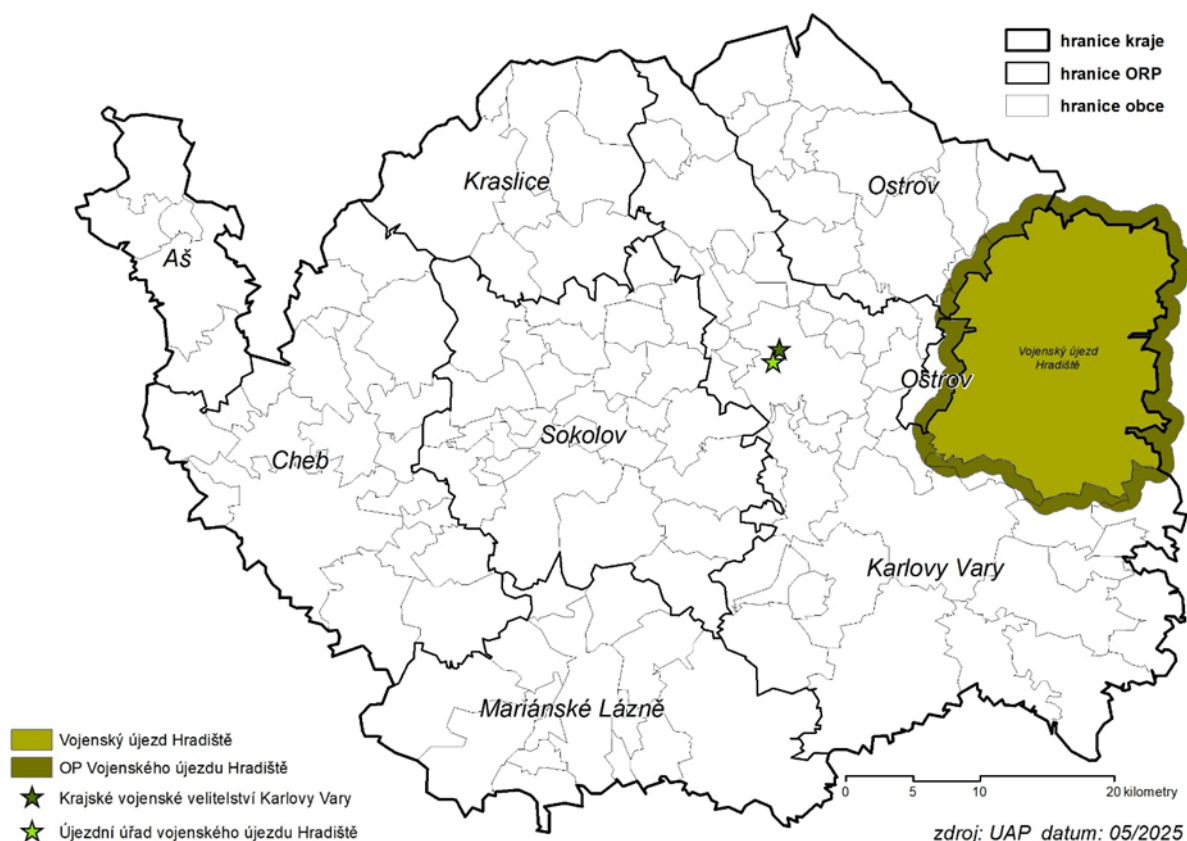 hranice kraje
hranice ORP
hranice obce
Kraslice
Ostrov
Aš
Vojenský újezd
Hradiště
Ostrov
Sokolov
Cheb
Karlovy Vary
Mariánské Lázně
Vojenský újezd Hradiště
OP Vojenského újezdu Hradiště
Krajské vojenské velitelství Karlovy Vary
Újezdní úřad vojenského újezdu Hradiště
0 5 10 20 kilometry
zdroj: UAP datum: 05/2025